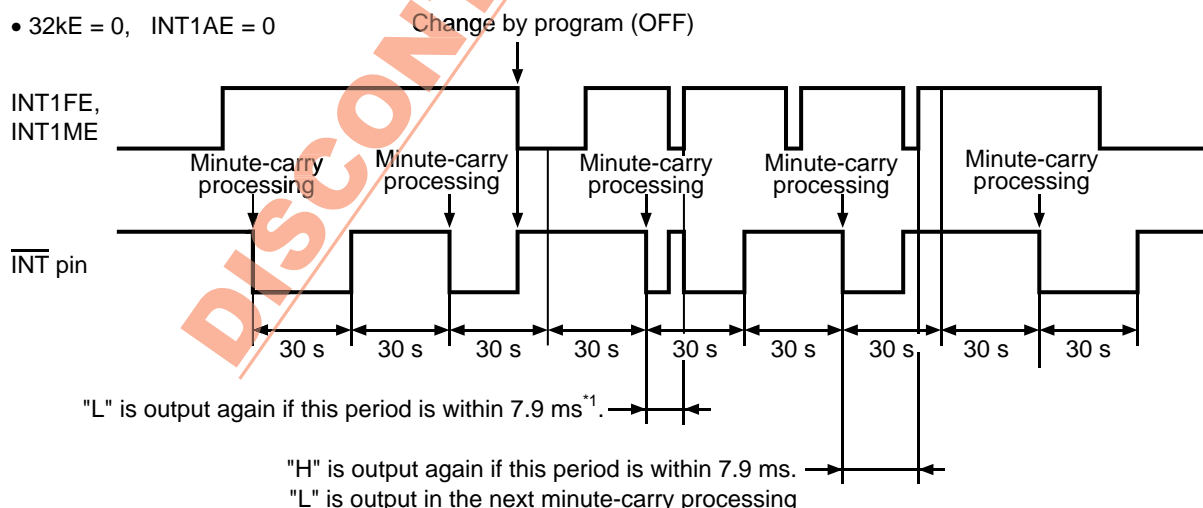 • 32kE = 0, INT1AE = 0
Change by program (OFF)
INT1FE,
INT1ME
Minute-carry
processing
Minute-carry
processing
Minute-carry
processing
Minute-carry
processing
Minute-carry
processing
INT pin
30 s
30 s
30 s
30 s
30 s
30 s
30 s
30 s
30 s
"L" is output again if this period is within 7.9 ms*1.
"H" is output again if this period is within 7.9 ms.
"L" is output in the next minute-carry processing
DISCONT